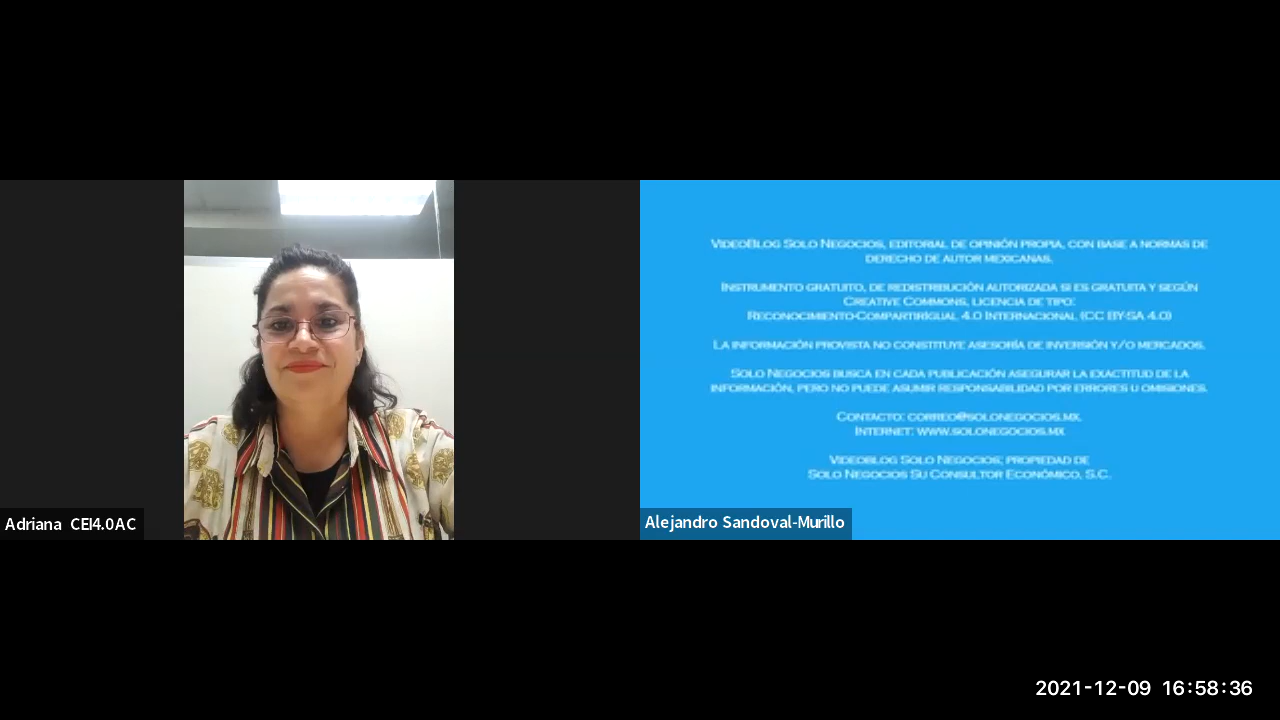 VideoBlog Solo Negocios, editorial de opinión propia, con base a normas de
derecho de autor mexicanas.
Instrumento gratuito, de redistribución autorizada si es gratuita y según
Creative Commons, licencia de tipo:
Reconocimiento-CompartirIgual 4.0 Internacional (CC BY-SA 4.0)
La información provista no constituye asesoría de inversión y/o mercados.
Solo Negocios busca en cada publicación asegurar la exactitud de la
información, pero no puede asumir responsabilidad por errores u omisiones.
Contacto: correo@solonegocios.mx
Internet: www.solonegocios.mx
Videoblog Solo Negocios; propiedad de
Solo Negocios Su Consultor Económico, S.C.
Adriana CEI4.0AC
Alejandro Sandoval-Murillo
2021-12-09 16:58:36